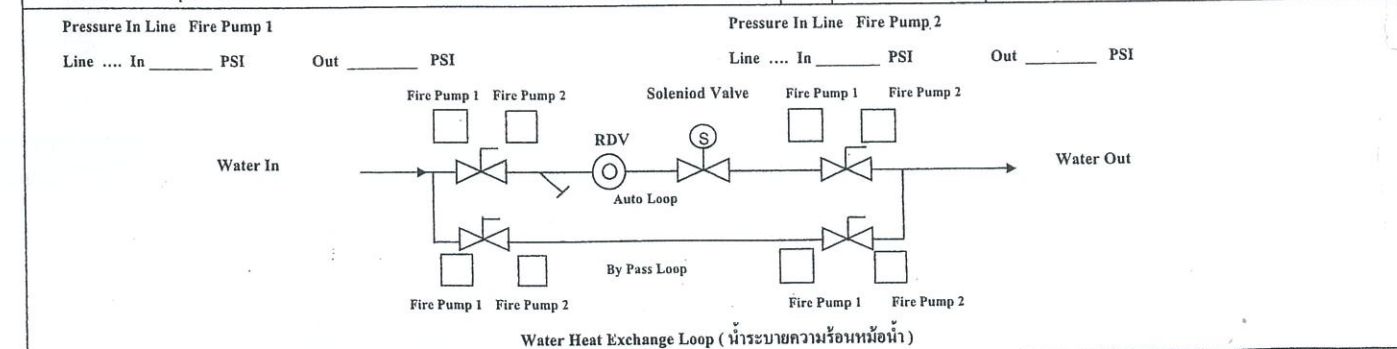 Pressure In Line Fire Pump 1
Pressure In Line Fire Pump 2
Line .... In _______ PSI Out ________ PSI
Line .... In _______ PSI Out ________ PSI
Fire Pump 1 Fire Pump 2
Soleniod Valve
Fire Pump 1 Fire Pump 2
S
RDV
Water In
Water Out
Auto Loop
By Pass Loop
Fire Pump 1 Fire Pump 2
Fire Pump 1 Fire Pump 2
Water Heat Exchange Loop ( น้ำระบายความร้อนหม้อน้ำ )